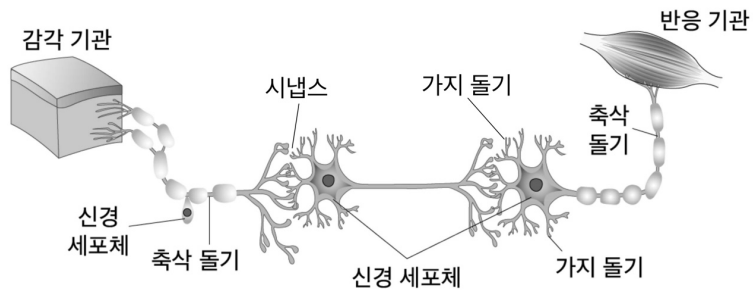 감각 기관
시냅스
가지 돌기
반응 기관
축삭
돌기
신경
세포체
축삭 돌기
신경 세포체
가지 돌기